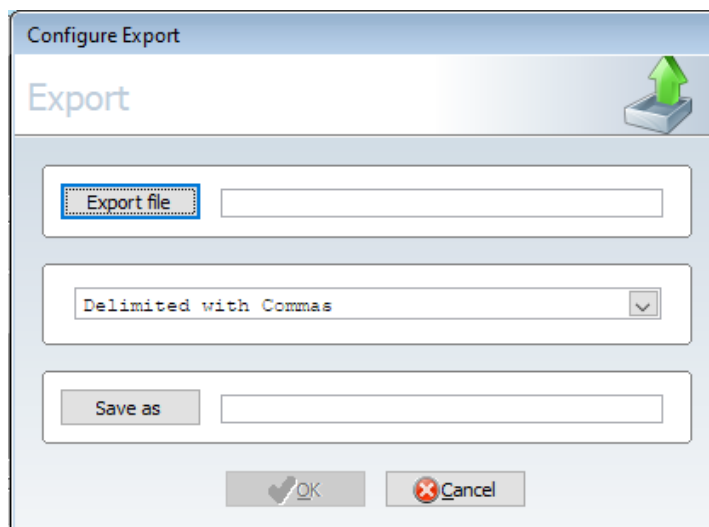 Configure Export
Export
Export file
Delimited with Commas
Save as
OK Cancel